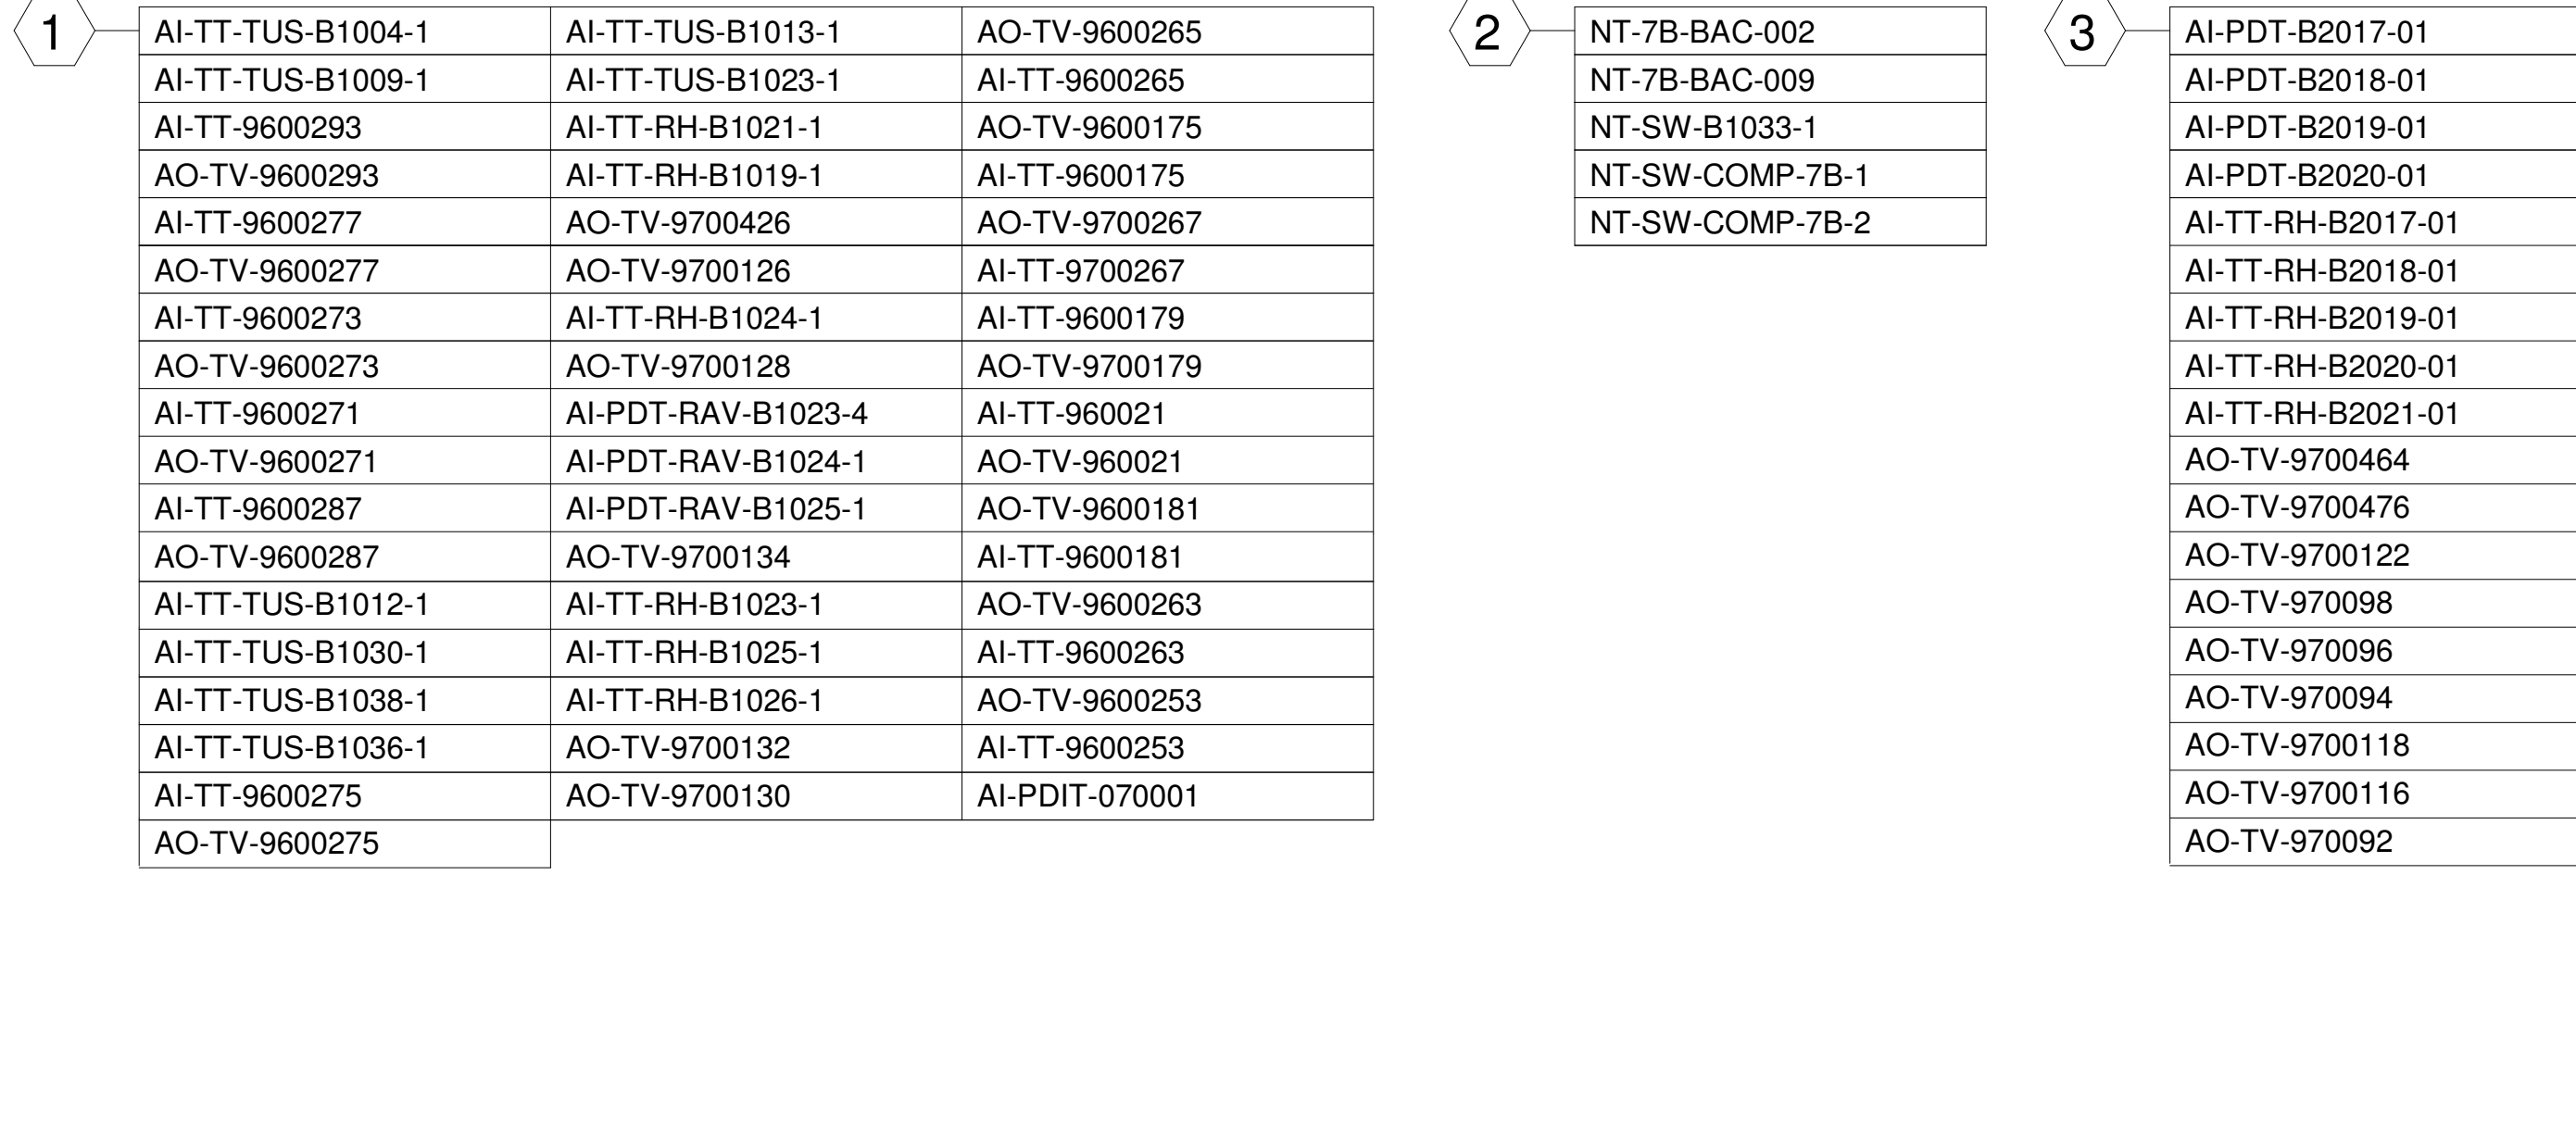 1
AI-TT-TUS-B1004-1 AI-TT-TUS-B1013-1 AO-TV-9600265
AI-TT-TUS-B1009-1 AI-TT-TUS-B1023-1 AI-TT-9600265
AI-TT-9600293 AI-TT-RH-B1021-1 AO-TV-9600175
AO-TV-9600293 AI-TT-RH-B1019-1 AI-TT-9600175
AI-TT-9600277 AO-TV-9700426 AO-TV-9700267
AO-TV-9600277 AO-TV-9700126 AI-TT-9700267
AI-TT-9600273 AI-TT-RH-B1024-1 AI-TT-9600179
AO-TV-9600273 AO-TV-9700128 AO-TV-9700179
AI-TT-9600271 AI-PDT-RAV-B1023-4 AI-TT-960021
AO-TV-9600271 AI-PDT-RAV-B1024-1 AO-TV-960021
AI-TT-9600287 AI-PDT-RAV-B1025-1 AO-TV-9600181
AO-TV-9600287 AO-TV-9700134 AI-TT-9600181
AI-TT-TUS-B1012-1 AI-TT-RH-B1023-1 AO-TV-9600263
AI-TT-TUS-B1030-1 AI-TT-RH-B1025-1 AI-TT-9600263
AI-TT-TUS-B1038-1 AI-TT-RH-B1026-1 AO-TV-9600253
AI-TT-TUS-B1036-1 AO-TV-9700132 AI-TT-9600253
AI-TT-9600275 AO-TV-9700130 AI-PDIT-070001
AO-TV-9600275
2
NT-7B-BAC-002
NT-7B-BAC-009
NT-SW-B1033-1
NT-SW-COMP-7B-1
NT-SW-COMP-7B-2
3
AI-PDT-B2017-01
AI-PDT-B2018-01
AI-PDT-B2019-01
AI-PDT-B2020-01
AI-TT-RH-B2017-01
AI-TT-RH-B2018-01
AI-TT-RH-B2019-01
AI-TT-RH-B2020-01
AI-TT-RH-B2021-01
AO-TV-9700464
AO-TV-9700476
AO-TV-9700122
AO-TV-970098
AO-TV-970096
AO-TV-970094
AO-TV-9700118
AO-TV-9700116
AO-TV-970092